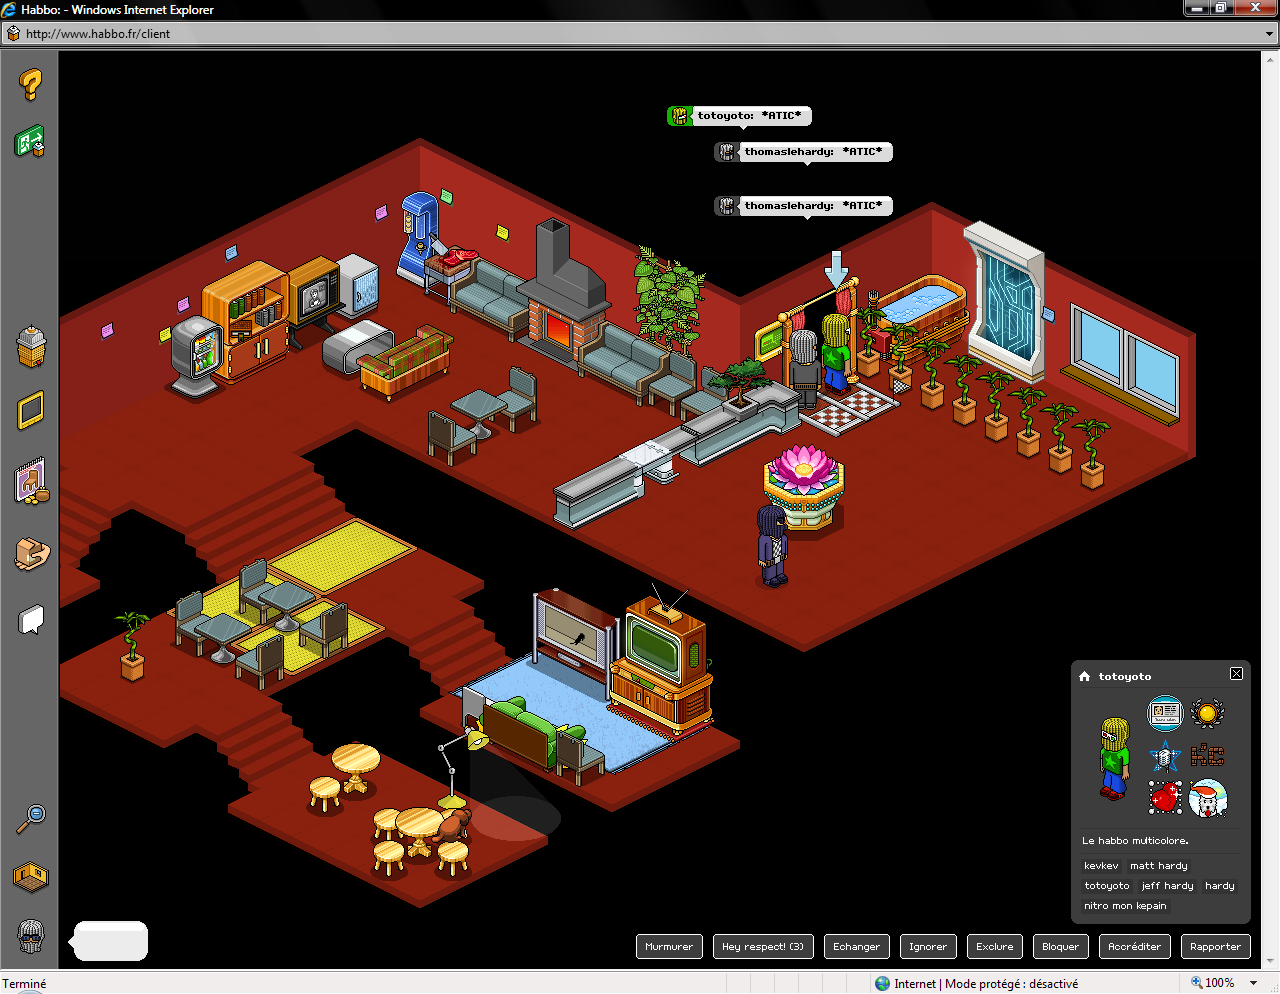 Habbo: - Windows Internet Explorer
http://www.habbo.fr/client
totoyoto: *ATIC*
thomaslehardy: *ATIC*
thomaslehardy: *ATIC*
totoyoto
HC
Le habbo multicolore.
kevkev matt hardy
totoyoto jeff hardy hardy
nitro mon kepain
Murmurer Hey respect! (3) Echanger Ignorer Exclure Bloquer Accréditer Rapporter
Terminé Internet | Mode protégé : désactivé 100%